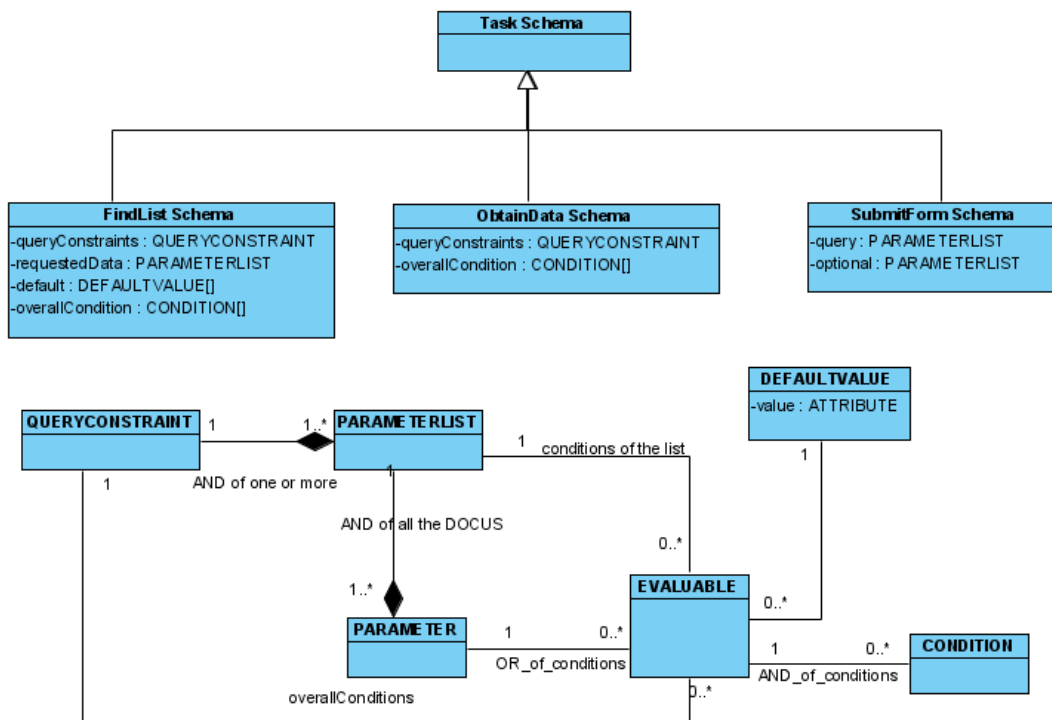 Task Schema
FindList Schema
-queryConstraints : QUERYCONSTRAINT
-requestedData : PARAMETERLIST
-default : DEFAULTVALUE[]
-overallCondition : CONDITION[]
ObtainData Schema
-queryConstraints : QUERYCONSTRAINT
-overallCondition : CONDITION[]
SubmitForm Schema
-query : PARAMETERLIST
-optional : PARAMETERLIST
DEFAULTVALUE
-value : ATTRIBUTE
QUERYCONSTRAINT
1
1..*
PARAMETERLIST
1
conditions of the list
1
1
AND of one or more
1
AND of all the DOCUS
0..*
1..*
EVALUABLE
0..*
PARAMETER
1
0..*
OR_of_conditions
1
0..*
AND_of_conditions
CONDITION
overallConditions
0..*